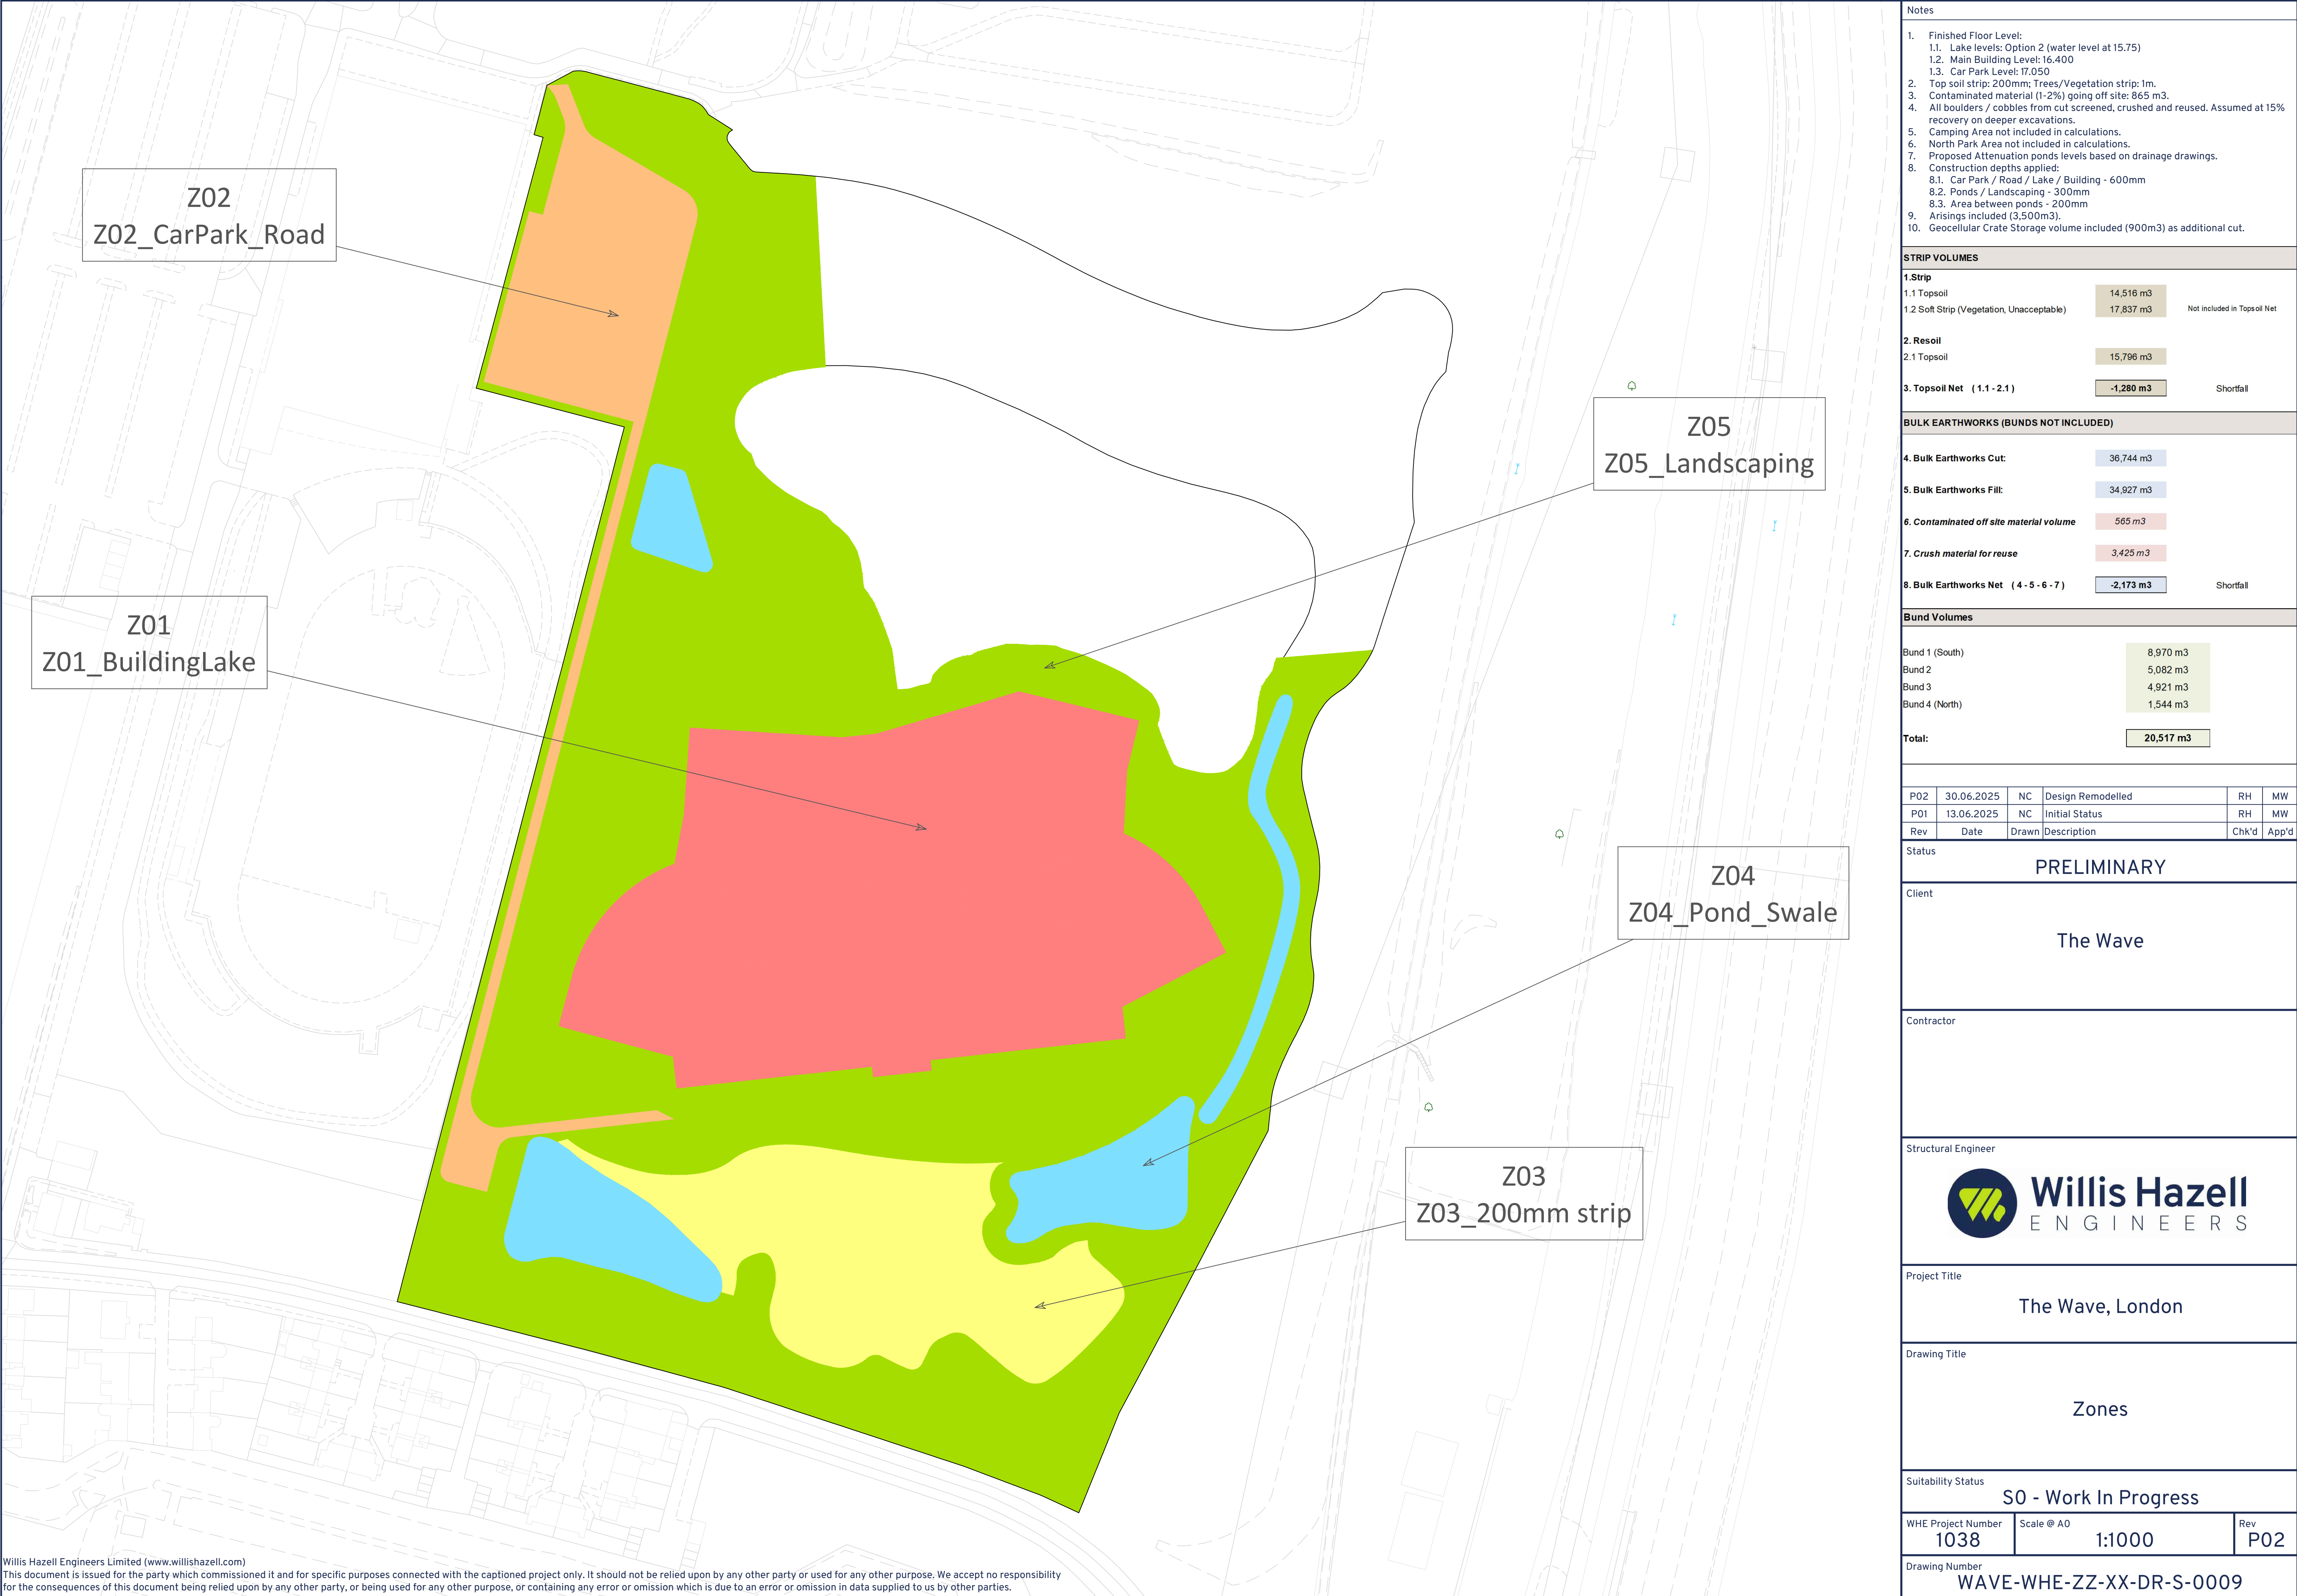 Z02
Z02_CarPark_Road
Z01
Z01_BuildingLake
Z05
Z05_Landscaping
Z04
Z04_Pond_Swale
Z03
Z03_200mm strip
Willis Hazell Engineers Limited (www.willishazell.com)
This document is issued for the party which commissioned it and for specific purposes connected with the captioned project only. It should not be relied upon by any other party or used for any other purpose. We accept no responsibility
for the consequences of this document being relied upon by any other party, or being used for any other purpose, or containing any error or omission which is due to an error or omission in data supplied to us by other parties.
Notes
1. Finished Floor Level:
1.1. Lake levels: Option 2 (water level at 15.75)
1.2. Main Building Level: 16.400
1.3. Car Park Level: 17.050
2. Top soil strip: 200mm; Trees/Vegetation strip: 1m.
3. Contaminated material (1-2%) going off site: 865 m3.
4. All boulders / cobbles from cut screened, crushed and reused. Assumed at 15%
recovery on deeper excavations.
5. Camping Area not included in calculations.
6. North Park Area not included in calculations.
7. Proposed Attenuation ponds levels based on drainage drawings.
8. Construction depths applied:
8.1. Car Park / Road / Lake / Building - 600mm
8.2. Ponds / Landscaping - 300mm
8.3. Area between ponds - 200mm
9. Arisings included (3,500m3).
10. Geocellular Crate Storage volume included (900m3) as additional cut.
STRIP VOLUMES
1.Strip
1.1 Topsoil 14,516 m3
1.2 Soft Strip (Vegetation, Unacceptable) 17,837 m3 Not included in Topsoil Net
2. Resoil
2.1 Topsoil 15,796 m3
3. Topsoil Net ( 1.1 - 2.1 ) -1,280 m3 Shortfall
BULK EARTHWORKS (BUNDS NOT INCLUDED)
4. Bulk Earthworks Cut: 36,744 m3
5. Bulk Earthworks Fill: 34,927 m3
6. Contaminated off site material volume 565 m3
7. Crush material for reuse 3,425 m3
8. Bulk Earthworks Net ( 4 - 5 - 6 - 7 ) -2,173 m3 Shortfall
Bund Volumes
Bund 1 (South) 8,970 m3
Bund 2 5,082 m3
Bund 3 4,921 m3
Bund 4 (North) 1,544 m3
Total: 20,517 m3
P02 30.06.2025 NC Design Remodelled RH MW
P01 13.06.2025 NC Initial Status RH MW
Rev Date Drawn Description Chk'd App'd
Status
PRELIMINARY
Client
The Wave
Contractor
Structural Engineer
Willis Hazell
ENGINEERS
Project Title
The Wave, London
Drawing Title
Zones
Suitability Status
S0 - Work In Progress
WHE Project Number Scale @ A0 Rev
1038 1:1000 P02
Drawing Number
WAVE-WHE-ZZ-XX-DR-S-0009